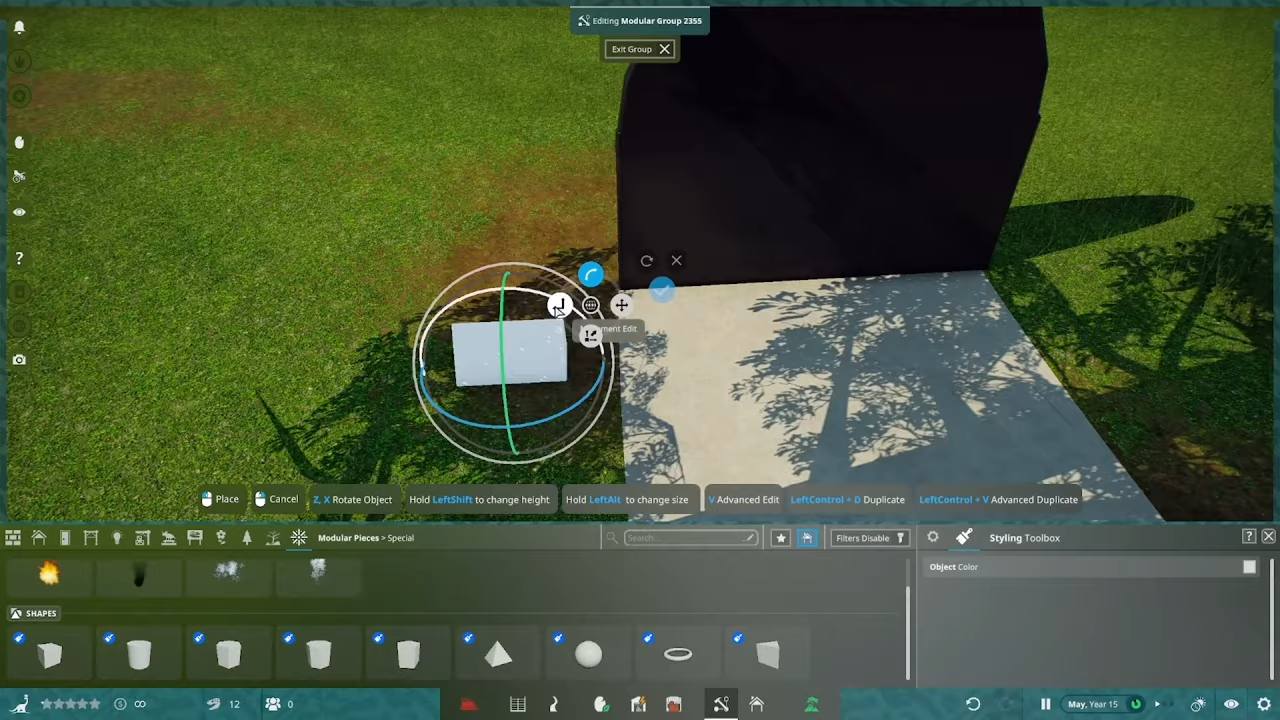 Editing Modular Group 2355
Exit Group
ment Edit
Place
Cancel
Z, X Rotate Object
Hold LeftShift to change height
Hold LeftAlt to change size
V Advanced Edit
LeftControl + D Duplicate
LeftControl + V Advanced Duplicate
Modular Pieces > Special
Search...
Filters Disable
Styling Toolbox
?
?
Object Color
SHAPES
∞
12
0
May, Year 15